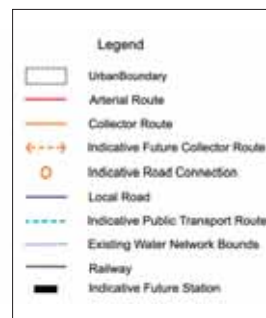 Legend
UrbanBoundary
Arterial Route
Collector Route
Indicative Future Collector Route
Indicative Road Connection
Local Road
Indicative Public Transport Route
Existing Water Network Bounds
Railway
Indicative Future Station